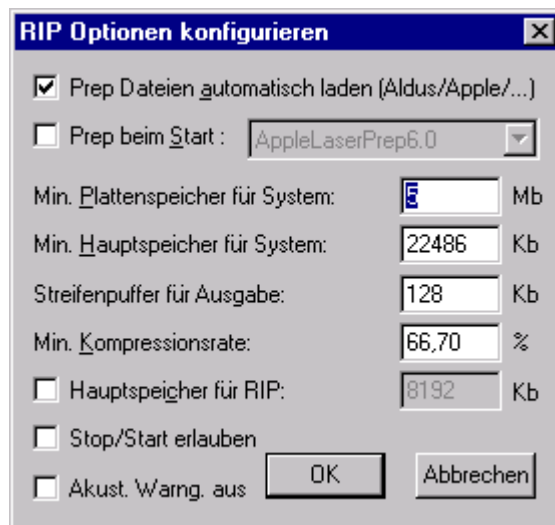 RIP Optionen konfigurieren
Prep Dateien automatisch laden (Aldus/Apple/...)
Prep beim Start : AppleLaserPrep6.0
Min. Plattenspeicher für System: 5 Mb
Min. Hauptspeicher für System: 22486 Kb
Streifenpuffer für Ausgabe: 128 Kb
Min. Kompressionsrate: 66,70 %
Hauptspeicher für RIP: 8192 Kb
Stop/Start erlauben
Akust. Warng. aus OK Abbrechen